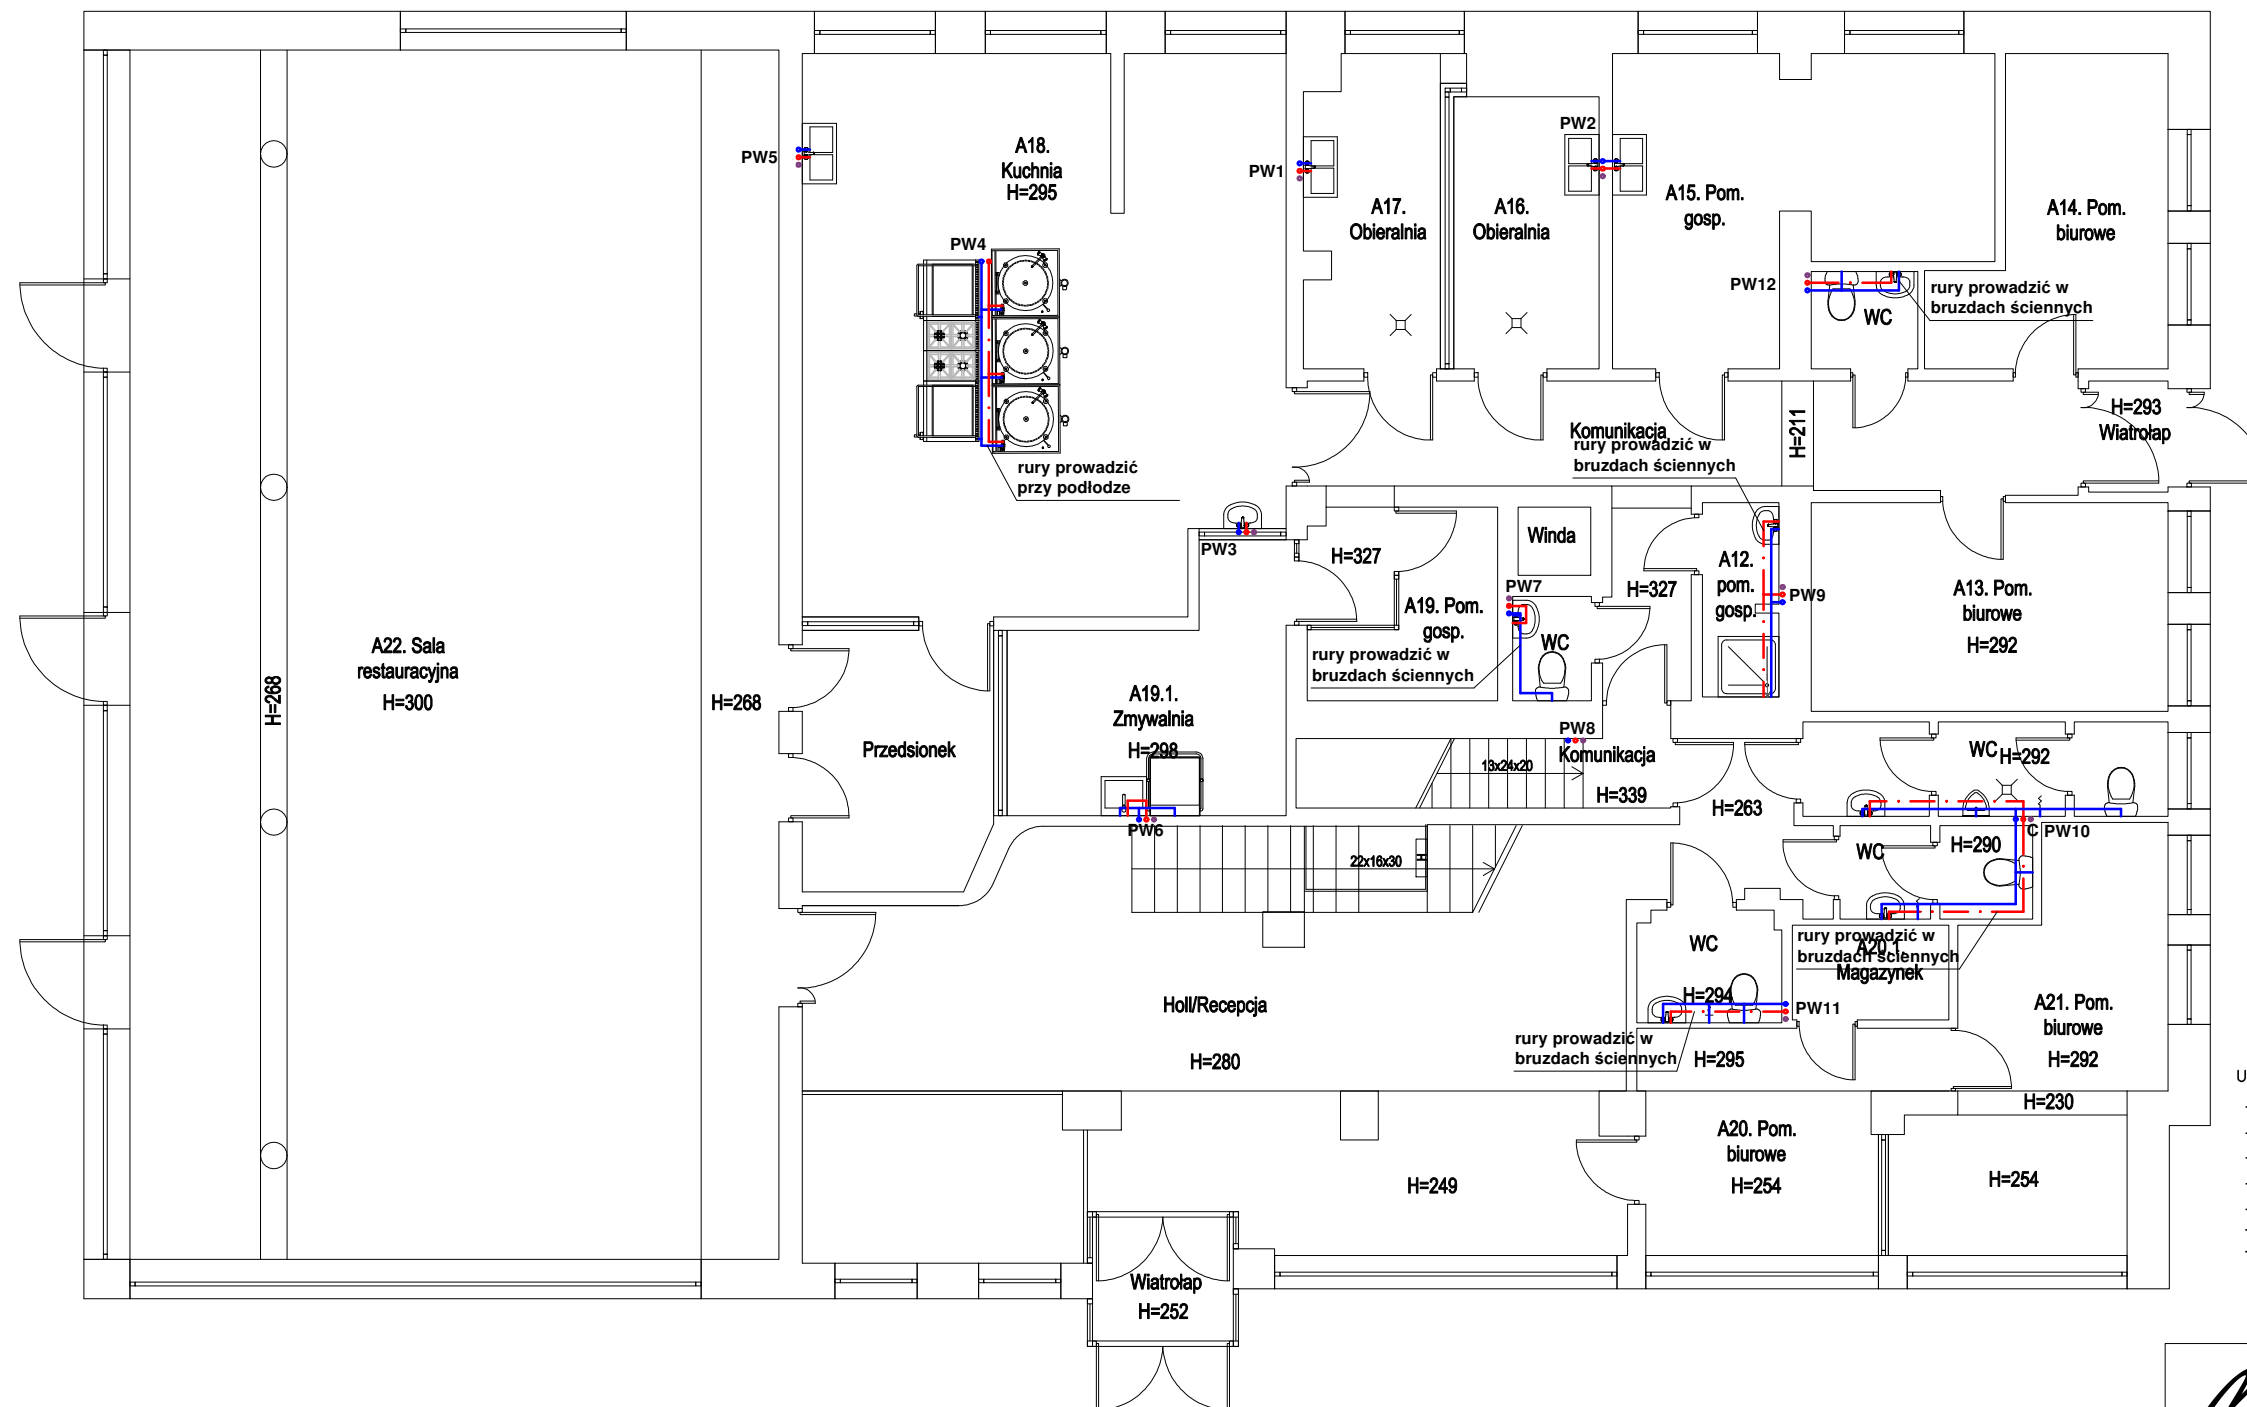 PW5
A18.
Kuchnia
H=295
PW4
rury prowadzić
przy podłodze
PW1
A17.
Obieralnia
PW2
A16.
Obieralnia
A15. Pom.
gosp.
A14. Pom.
biurowe
PW12
rury prowadzić w
bruzdach ściennych
WC
H=293
Wiatrołap
Komunikacja
rury prowadzić w
bruzdach ściennych
H=211
PW3
H=327
Winda
PW7
A19. Pom.
gosp.
WC
rury prowadzić w
bruzdach ściennych
H=327
A12.
pom.
gosp.
PW9
A13. Pom.
biurowe
H=292
A22. Sala
restauracyjna
H=300
H=268
H=268
Przedsionek
A19.1.
Zmywalnia
H=298
PW6
PW8
Komunikacja
13x24x20
H=339
H=263
WC
H=292
C PW10
WC
H=290
22x16x30
H
WC
H=294
rury prowadzić w
bruzdach ściennych
A20.1.
Magazynek
PW11
rury prowadzić w
bruzdach ściennych
H=295
A21. Pom.
biurowe
H=292
H=230
Holl/Recepcja
H=280
H=249
A20. Pom.
biurowe
H=254
H=254
Wiatrołap
H=252
U